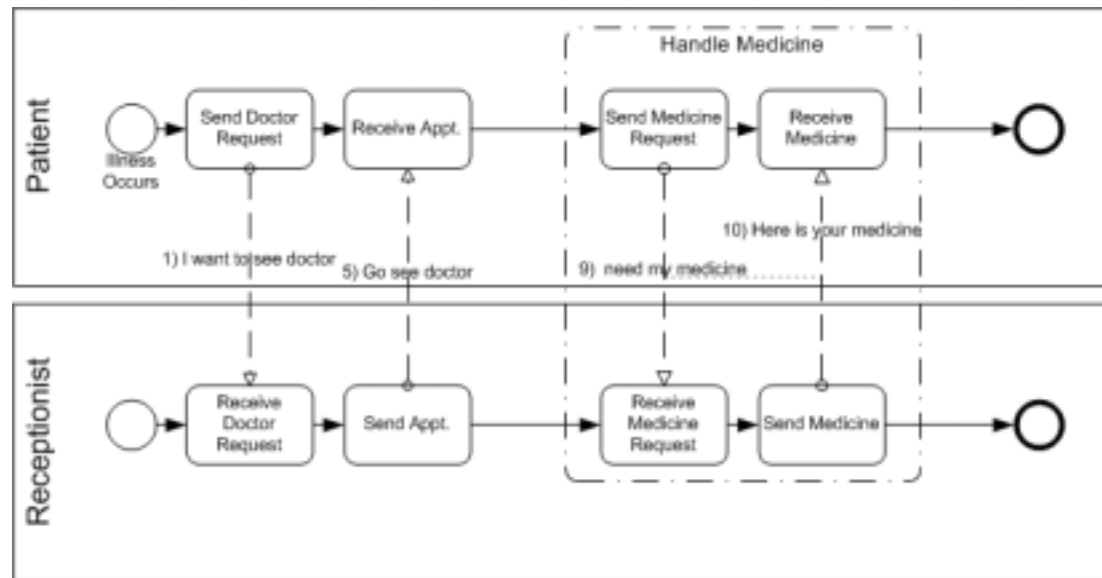 Patient
Handle Medicine
Illness
Occurs
Send Doctor
Request
Receive Appt.
Send Medicine
Request
Receive
Medicine
1) I want to see doctor
5) Go see doctor
9) need my medicine
10) Here is your medicine
Receptionist
Receive
Doctor
Request
Send Appt.
Receive
Medicine
Request
Send Medicine